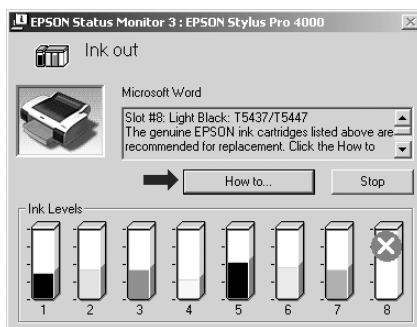 EPSON Status Monitor 3 : EPSON Stylus Pro 4000
Ink out
Microsoft Word
Slot #8: Light Black: T5437/T5447
The genuine EPSON ink cartridges listed above are
recommended for replacement. Click the How to
How to... Stop
Ink Levels
1 2 3 4 5 6 7 8